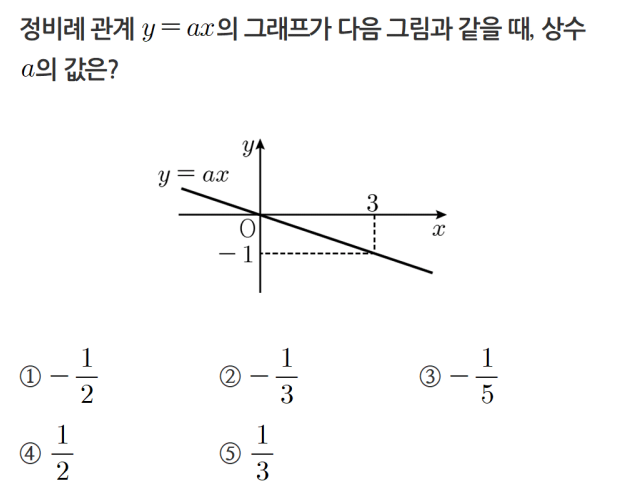 정비례 관계 y = ax의 그래프가 다음 그림과 같을 때, 상수
a의 값은?
y
y = ax
3
O
x
-1
① -1/2 ② -1/3 ③ -1/5
④ 1/2 ⑤ 1/3